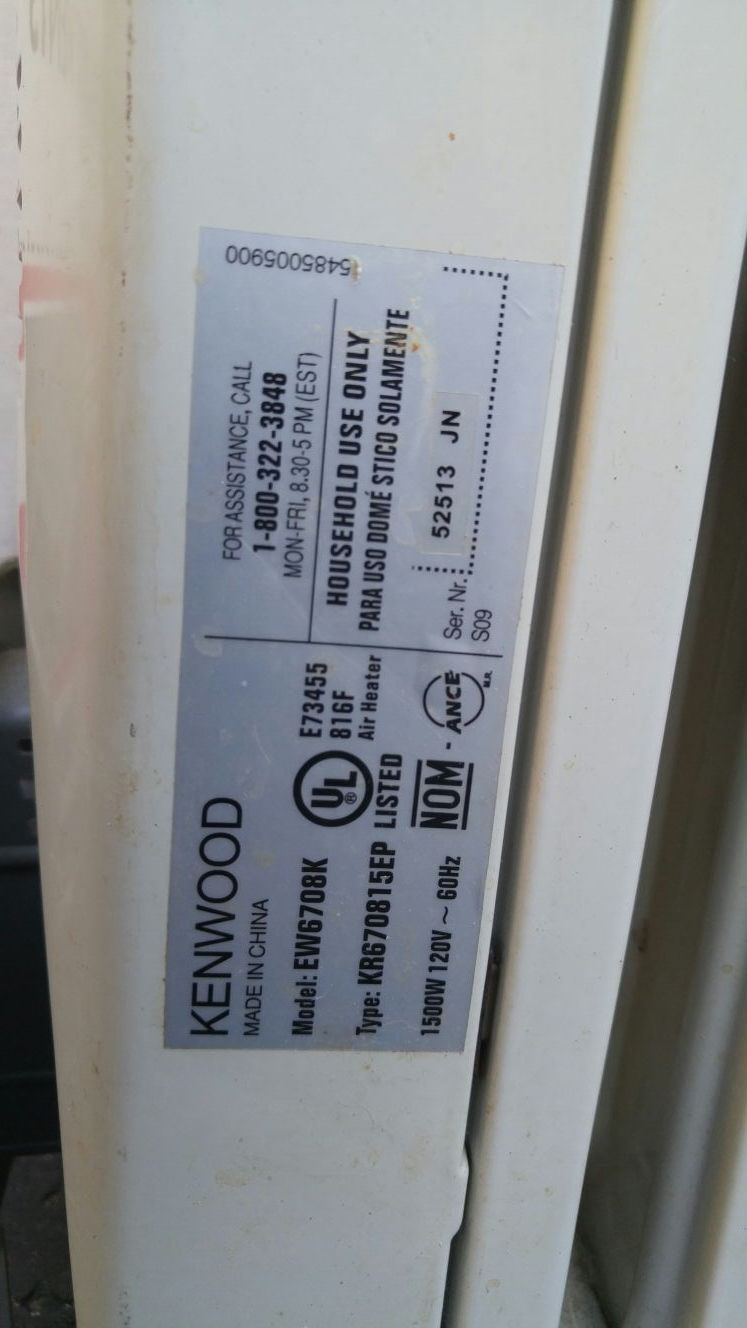 KENWOOD
MADE IN CHINA
Model: EW6708K
Type: KR670815EP
1500W 120V ~ 60Hz
UL ®
LISTED
E73455
816F
Air Heater
NOM - ANCE
M.R.
FOR ASSISTANCE, CALL
1-800-322-3848
MON-FRI, 8.30-5 PM (EST)
HOUSEHOLD USE ONLY
PARA USO DOMÉ STICO SOLAMENTE
Ser. Nr.
52513 JN
S09
5485005900